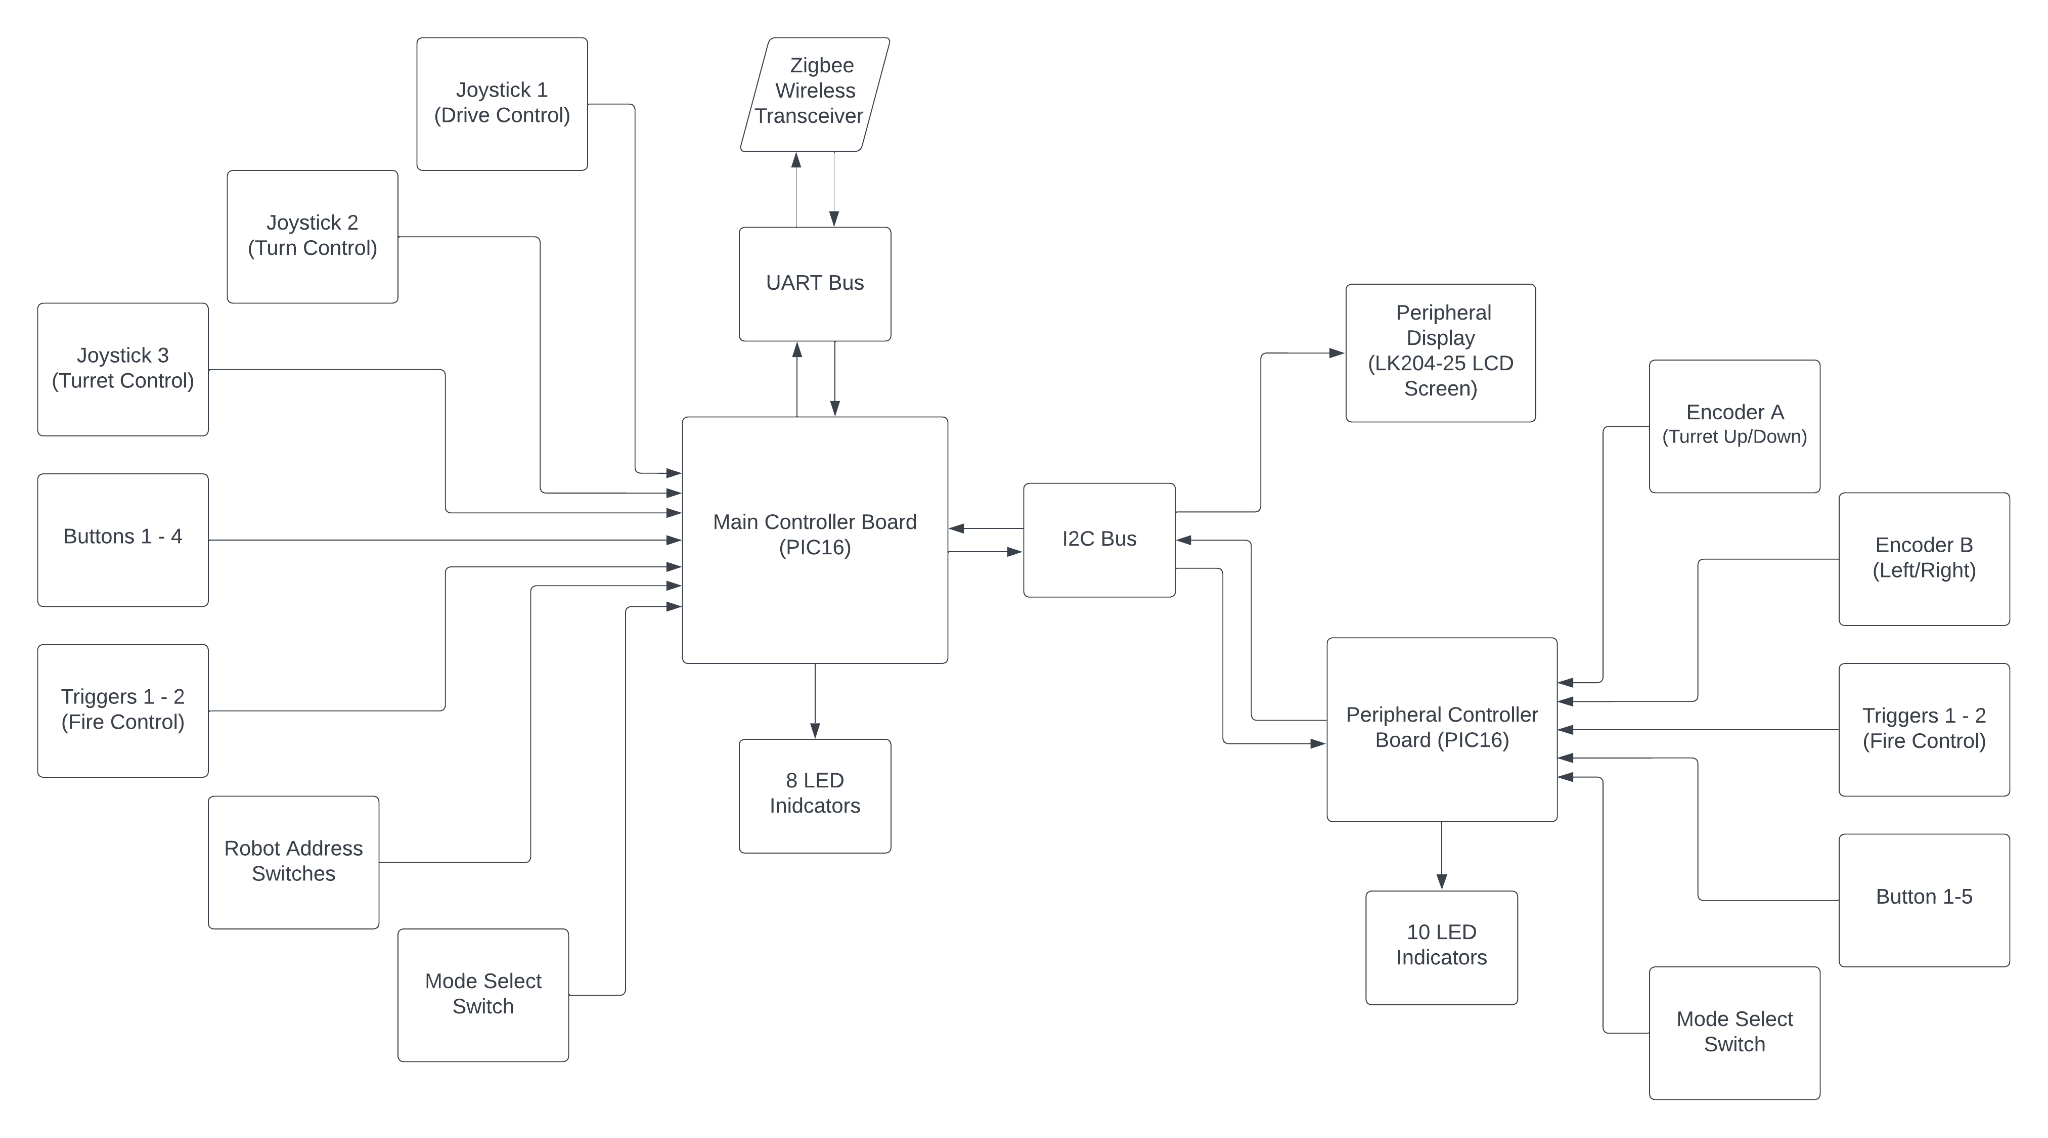 Joystick 1
(Drive Control)
Zigbee
Wireless
Transceiver
Joystick 2
(Turn Control)
UART Bus
Joystick 3
(Turret Control)
Peripheral
Display
(LK204-25 LCD
Screen)
Encoder A
(Turret Up/Down)
Buttons 1 - 4
Main Controller Board
(PIC16)
I2C Bus
Encoder B
(Left/Right)
Triggers 1 - 2
(Fire Control)
Peripheral Controller
Board (PIC16)
Triggers 1 - 2
(Fire Control)
8 LED
Inidcators
Robot Address
Switches
Button 1-5
10 LED
Indicators
Mode Select
Switch
Mode Select
Switch